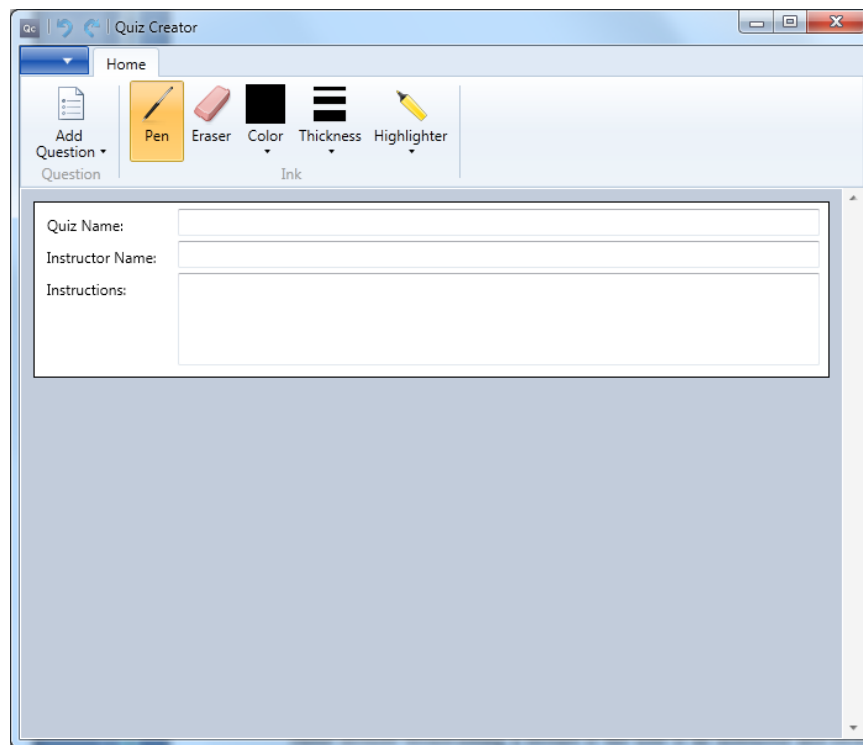 Qc Quiz Creator
Home
Add
Question
Pen
Eraser
Color
Thickness
Highlighter
Question
Ink
Quiz Name:
Instructor Name:
Instructions: